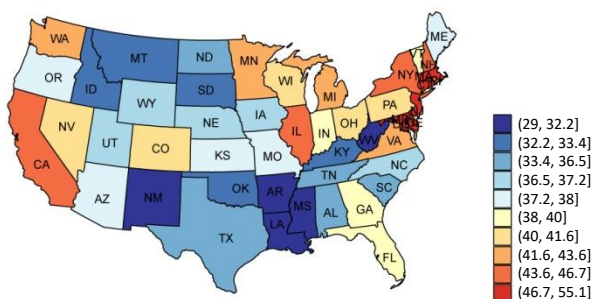 WA
MT
ND
MN
ME
OR
ID
SD
WI
MI
NY
VT
NH
MA
WY
NE
IA
PA
NV
UT
CO
KS
MO
IL
IN
OH
WV
VA
CA
KY
NC
AZ
NM
OK
AR
TN
SC
TX
LA
MS
AL
GA
FL
(29, 32.2]
(32.2, 33.4]
(33.4, 36.5]
(36.5, 37.2]
(37.2, 38]
(38, 40]
(40, 41.6]
(41.6, 43.6]
(43.6, 46.7]
(46.7, 55.1]